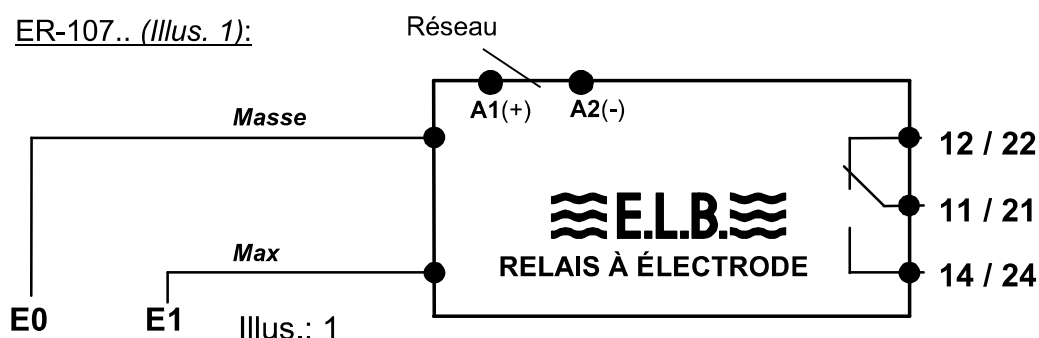 ER-107.. (Illus. 1):
Réseau
A1(+) A2(-)
Masse
12 / 22
E.L.B.
11 / 21
Max
RELAIS À ÉLECTRODE
14 / 24
E0 E1
Illus.: 1